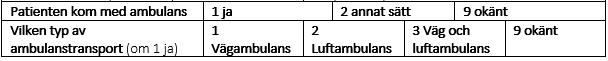 Patienten kom med ambulans 1 ja 2 annat sätt 9 okänt
Vilken typ av 1 2 3 Väg och 9 okänt
ambulanstransport (om 1 ja) Vägambulans Luftambulans luftambulans